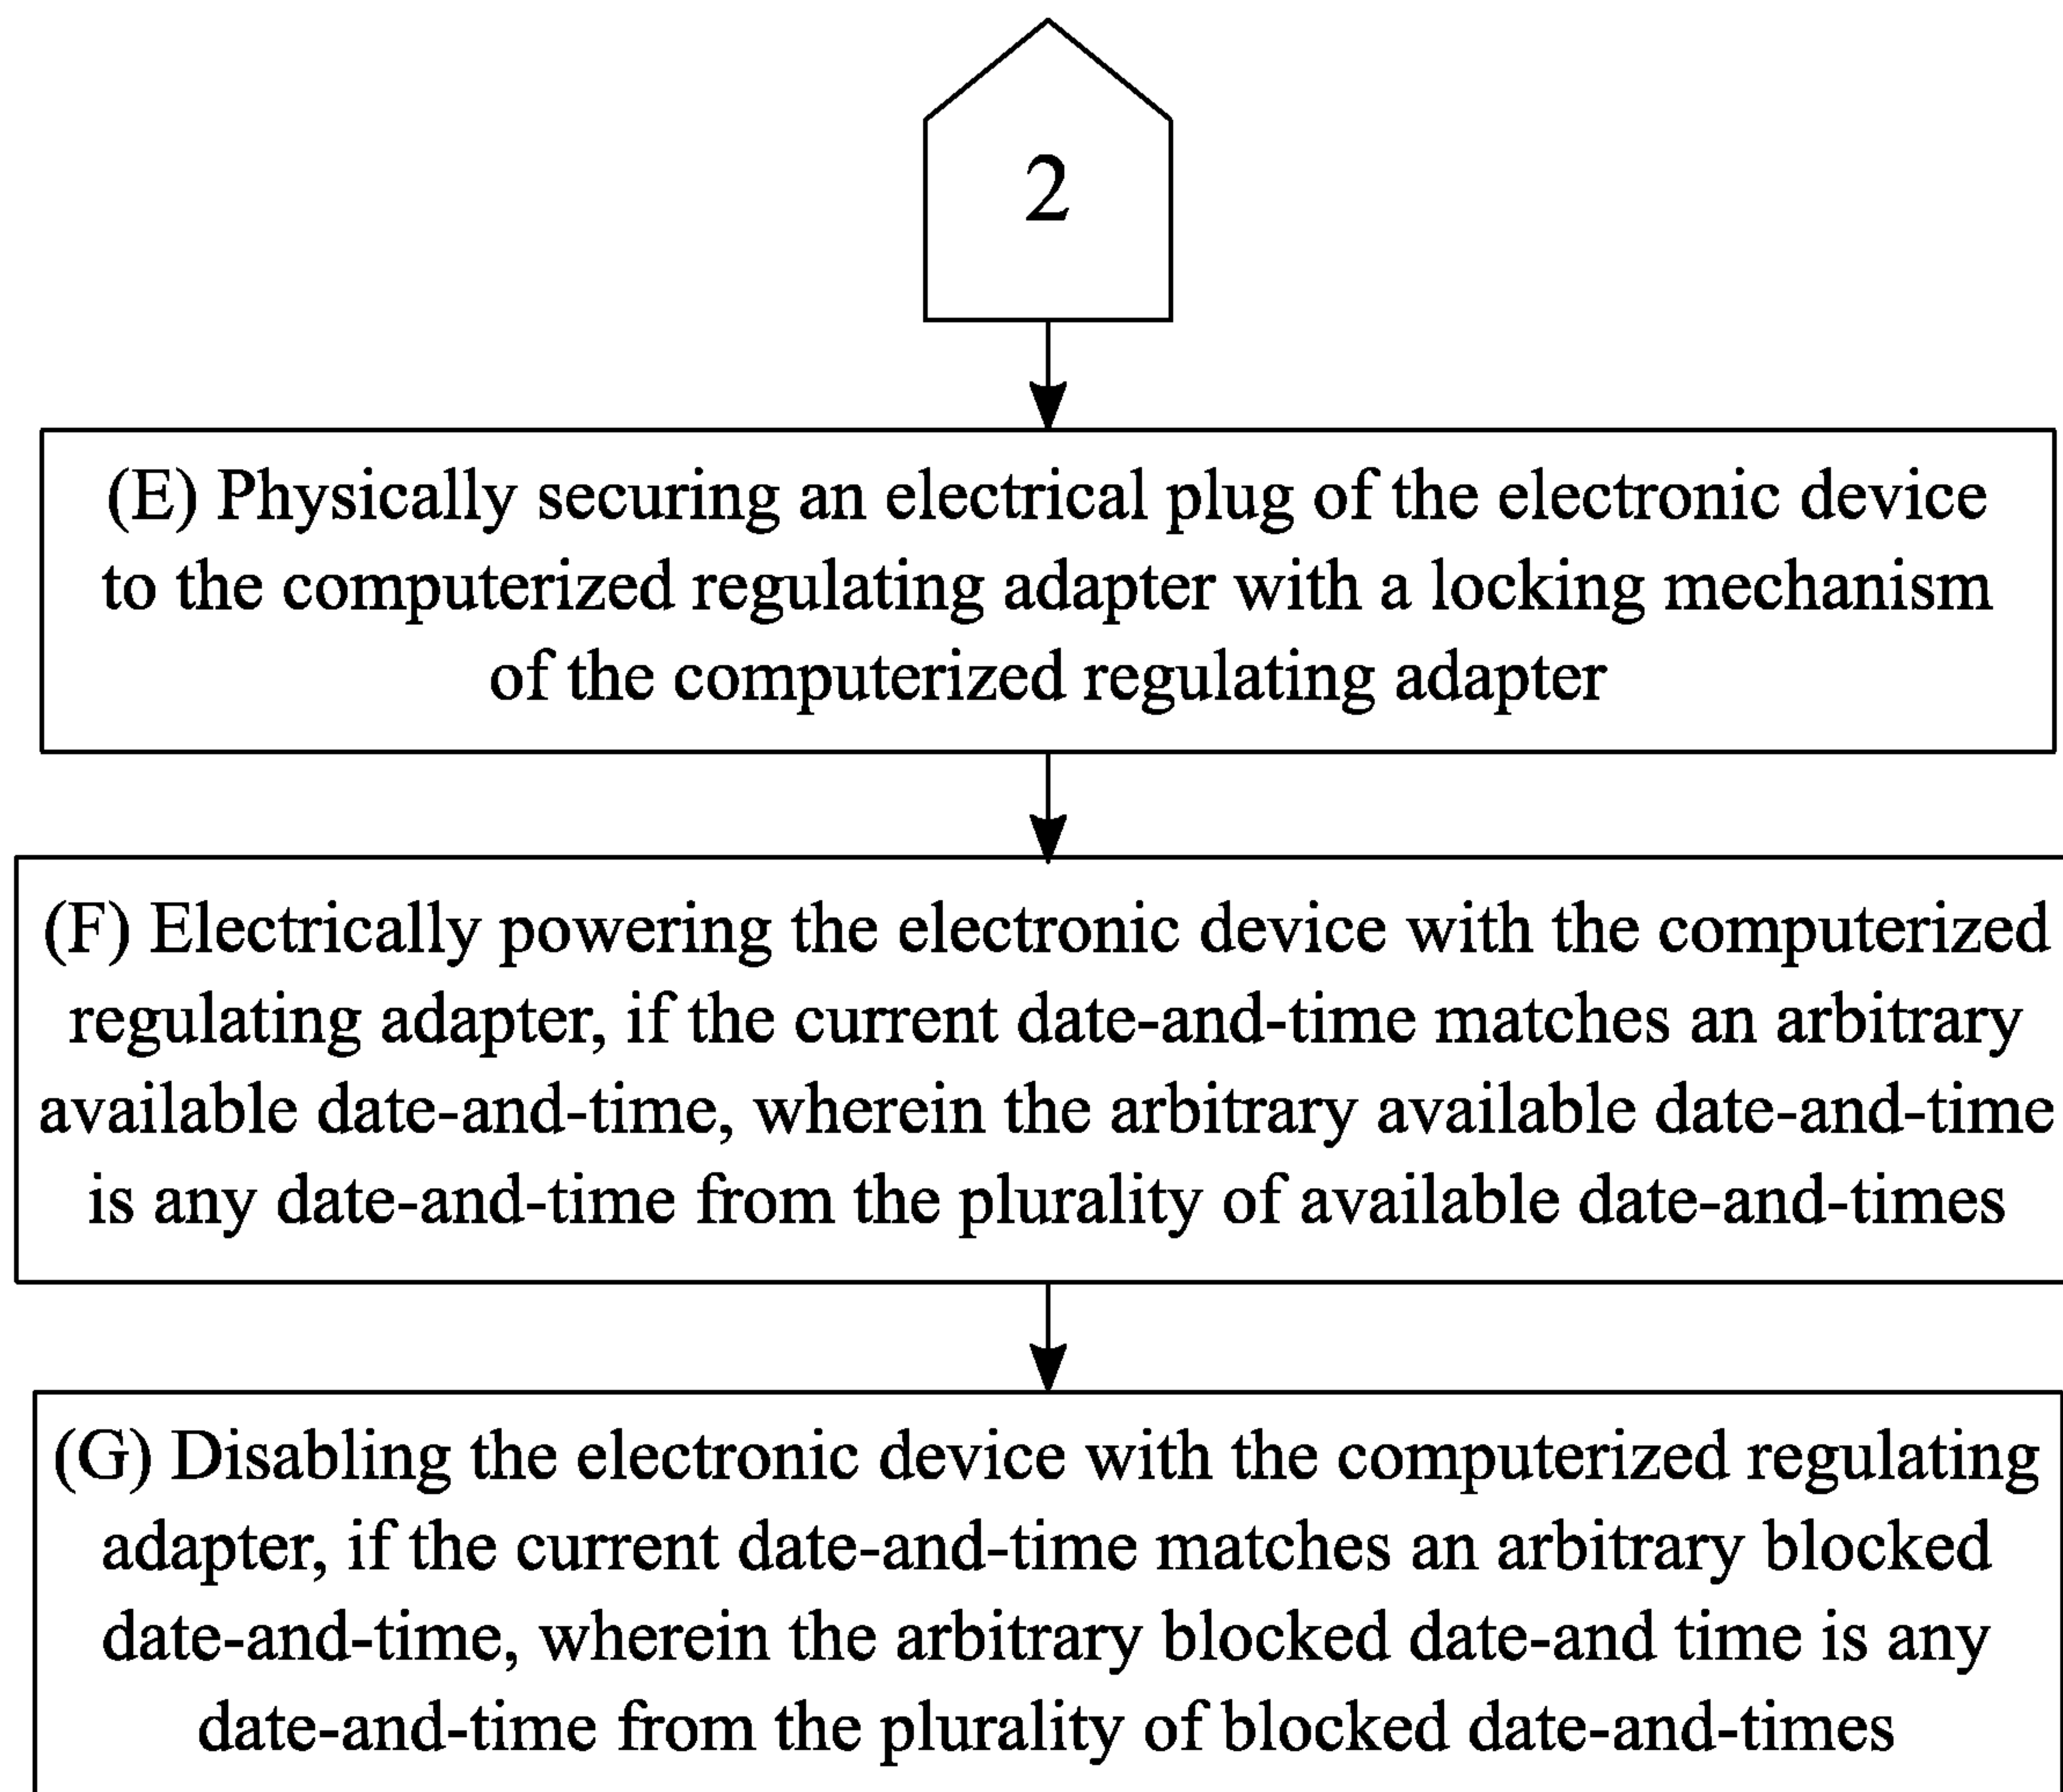 2
(E) Physically securing an electrical plug of the electronic device
to the computerized regulating adapter with a locking mechanism
of the computerized regulating adapter
(F) Electrically powering the electronic device with the computerized
regulating adapter, if the current date-and-time matches an arbitrary
available date-and-time, wherein the arbitrary available date-and-time
is any date-and-time from the plurality of available date-and-times
(G) Disabling the electronic device with the computerized regulating
adapter, if the current date-and-time matches an arbitrary blocked
date-and-time, wherein the arbitrary blocked date-and time is any
date-and-time from the plurality of blocked date-and-times